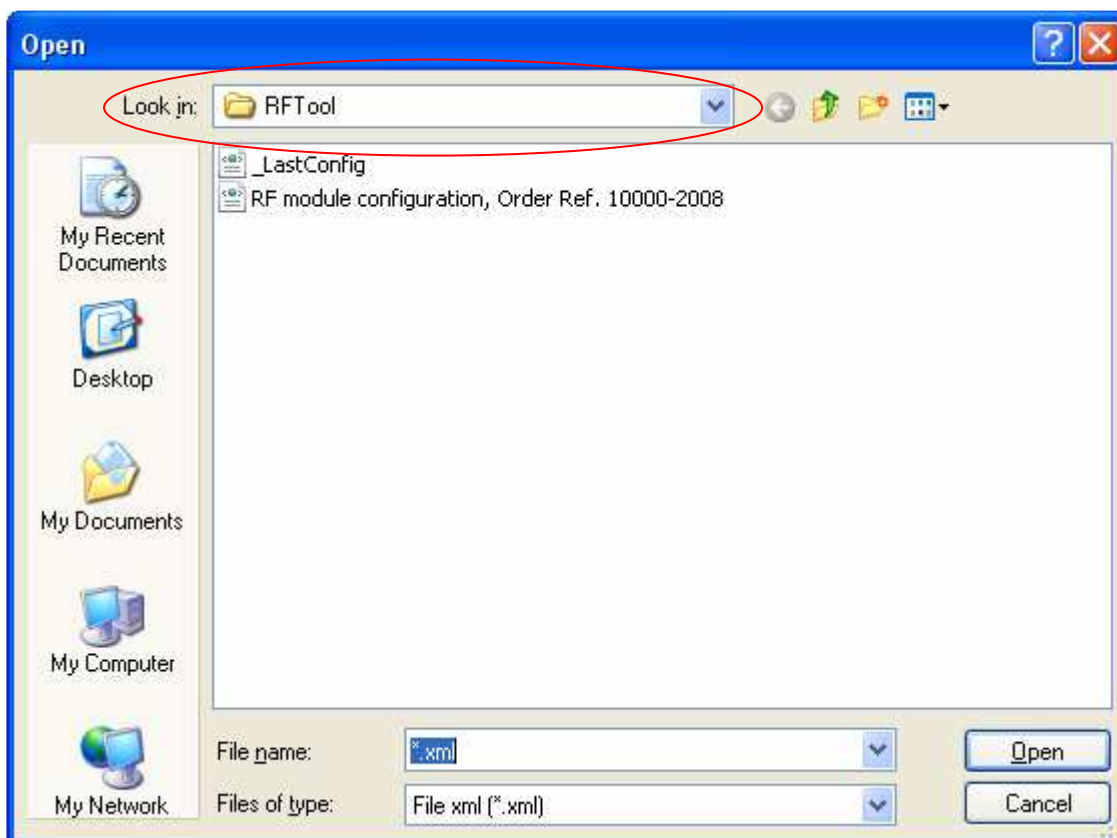 Open
Look in: RFTool
_LastConfig
RF module configuration, Order Ref. 10000-2008
My Recent
Documents
Desktop
My Documents
My Computer
My Network
File name: *.xml Open
Files of type: File xml (*.xml) Cancel